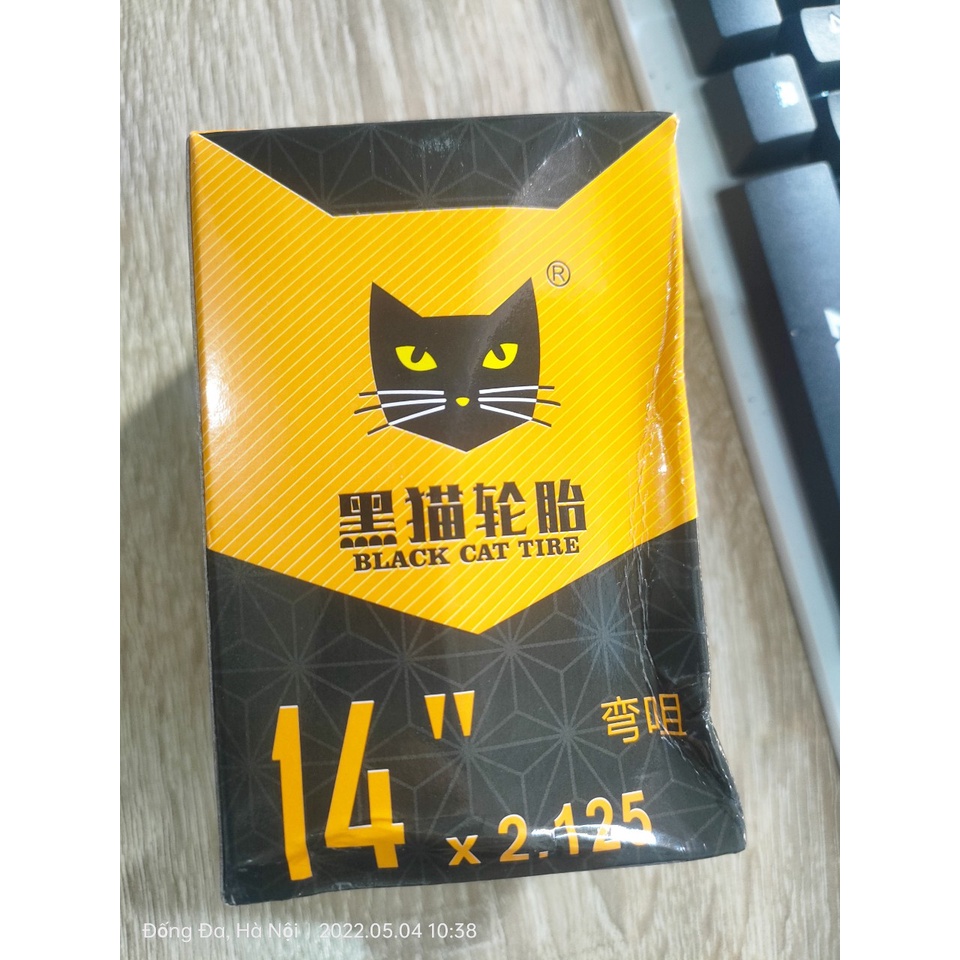 ®
黑猫轮胎
BLACK CAT TIRE
14"
弯咀
x 2.125
Đống Đa, Hà Nội 2022.05.04 10:38